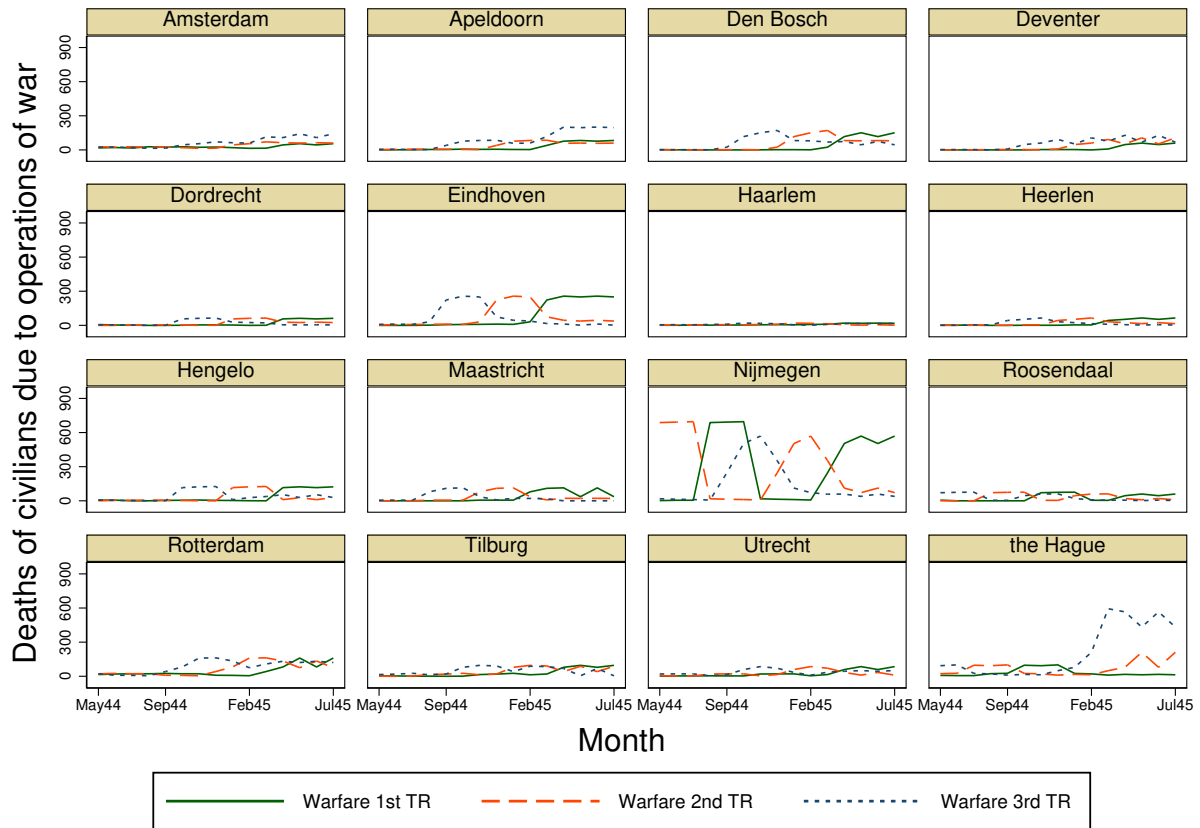 Deaths of civilians due to operations of war
Amsterdam Apeldoorn Den Bosch Deventer
0 300 600 900
Dordrecht Eindhoven Haarlem Heerlen
0 300 600 900
Hengelo Maastricht Nijmegen Roosendaal
0 300 600 900
Rotterdam Tilburg Utrecht the Hague
0 300 600 900
May44 Sep44 Feb45 Jul45 May44 Sep44 Feb45 Jul45 May44 Sep44 Feb45 Jul45 May44 Sep44 Feb45 Jul45
Month
Warfare 1st TR Warfare 2nd TR Warfare 3rd TR